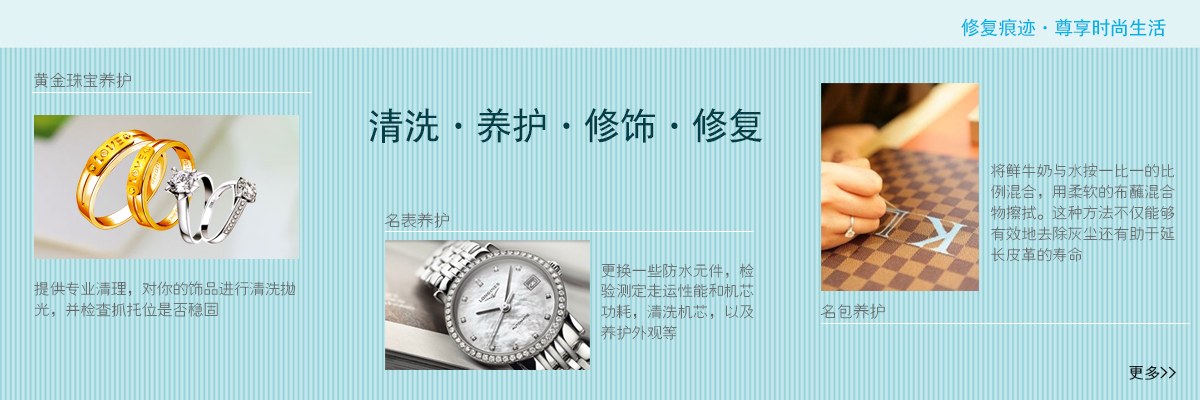 修复痕迹·尊享时尚生活
黄金珠宝养护
LOVE
LOVE
提供专业清理，对你的饰品进行清洗抛
光，并检查抓托位是否稳固
清洗·养护·修饰·修复
名表养护
LONGINES
更换一些防水元件，检
验测定走运性能和机芯
功耗，清洗机芯，以及
养护外观等
K
将鲜牛奶与水按一比一的比
例混合，用柔软的布蘸混合
物擦拭。这种方法不仅能够
有效地去除灰尘还有助于延
长皮革的寿命
名包养护
更多>>